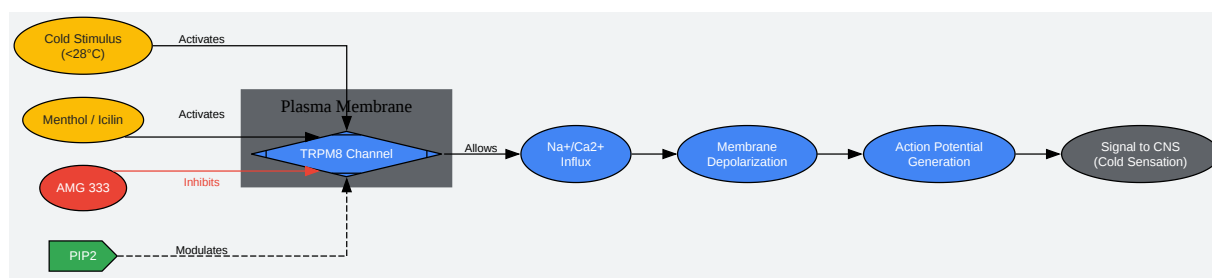 Cold Stimulus
(<28°C)
Activates
Menthol / Icilin
Activates
AMG 333
Inhibits
PIP2
Modulates
Plasma Membrane
TRPM8 Channel
Allows
Na+/Ca2+
Influx
Membrane
Depolarization
Action Potential
Generation
Signal to CNS
(Cold Sensation)